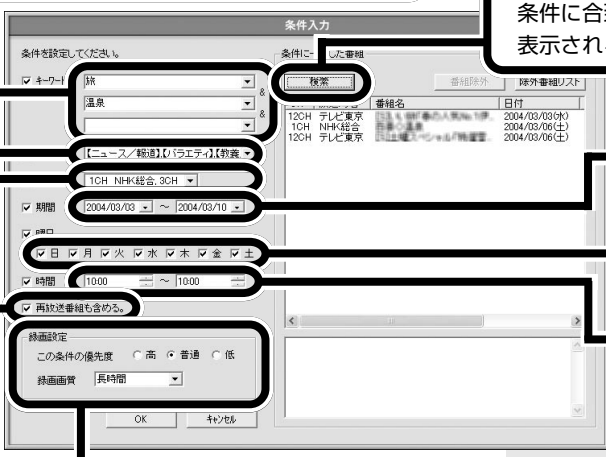 条件に合
表示され
条件入力
条件を設定してください。
キーワード
旅
&
温泉
&
【ニュース／報道】,【バラエティ】,【教養
1CH NHK総合, 3CH
期間
2004/03/03 ～ 2004/03/10
曜日
日 月 火 水 木 金 土
時間
10:00 ～ 10:00
再放送番組も含める。
録画設定
この条件の優先度 高 普通 低
録画画質 長時間
OK キャンセル
条件に一致した番組
検索 番組除外 除外番組リスト
番組名 日付
12CH テレビ東京 2004/03/03(水)
1CH NHK総合 2004/03/06(土)
12CH テレビ東京 2004/03/06(土)